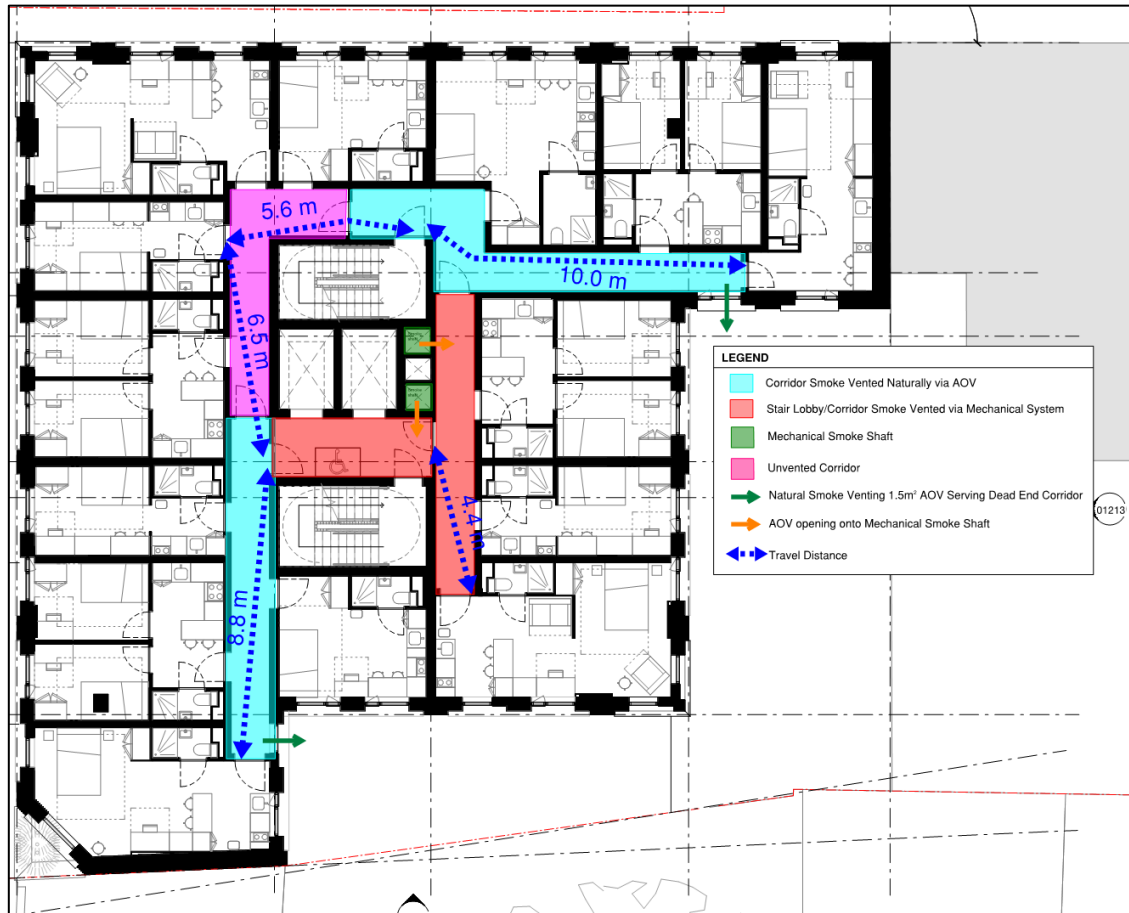 5.6 m
10.0 m
6.5 m
LEGEND
Corridor Smoke Vented Naturally via AOV
Stair Lobby/Corridor Smoke Vented via Mechanical System
Mechanical Smoke Shaft
Unvented Corridor
Natural Smoke Venting 1.5m² AOV Serving Dead End Corridor
01213
AOV opening onto Mechanical Smoke Shaft
Travel Distance
4.4 m
8.8 m